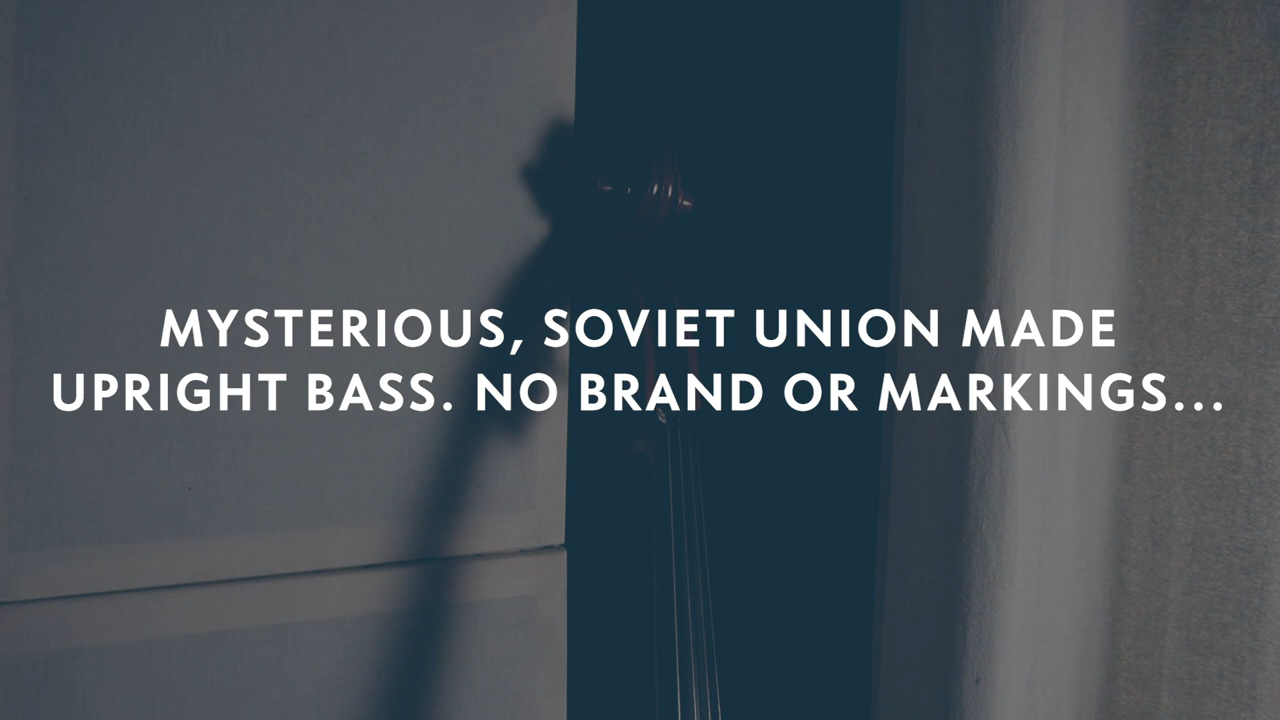 MYSTERIOUS, SOVIET UNION MADE
UPRIGHT BASS. NO BRAND OR MARKINGS...